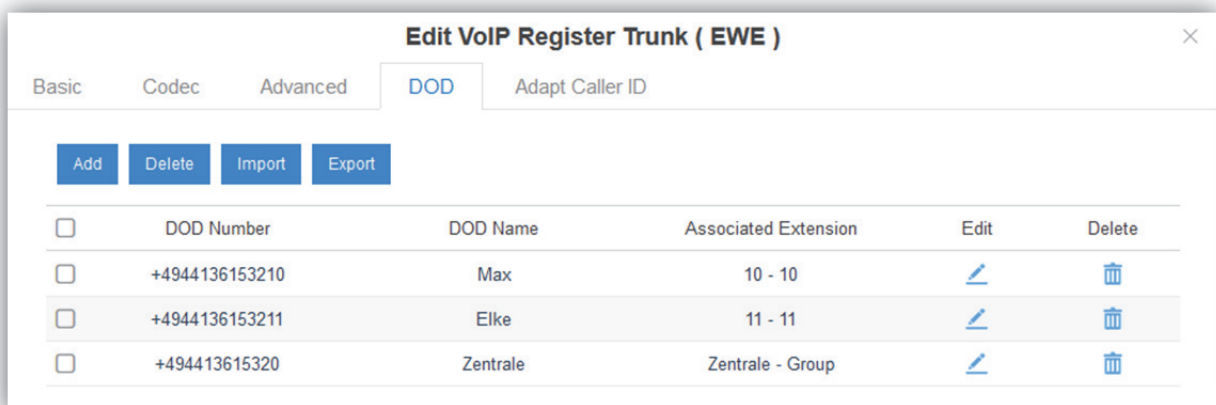 Edit VoIP Register Trunk ( EWE )
Basic Codec Advanced DOD Adapt Caller ID
Add Delete Import Export
DOD Number DOD Name Associated Extension Edit Delete
+4944136153210 Max 10 - 10
+4944136153211 Elke 11 - 11
+494413615320 Zentrale Zentrale - Group